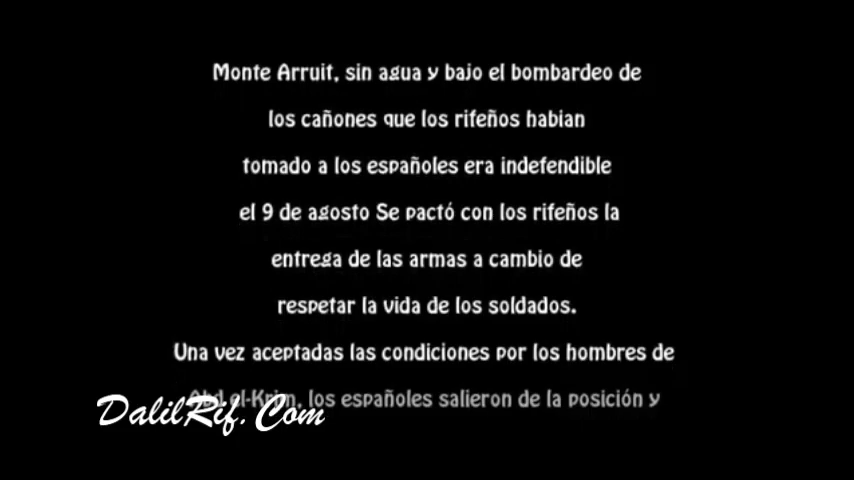 Monte Arruit, sin agua y bajo el bombardeo de
los cañones que los rifeños habian
tomado a los españoles era indefendible
el 9 de agosto Se pactó con los rifeños la
entrega de las armas a cambio de
respetar la vida de los soldados.
Una vez aceptadas las condiciones por los hombres de
Abd el-Krim, los españoles salieron de la posición y
DalilRif.Com